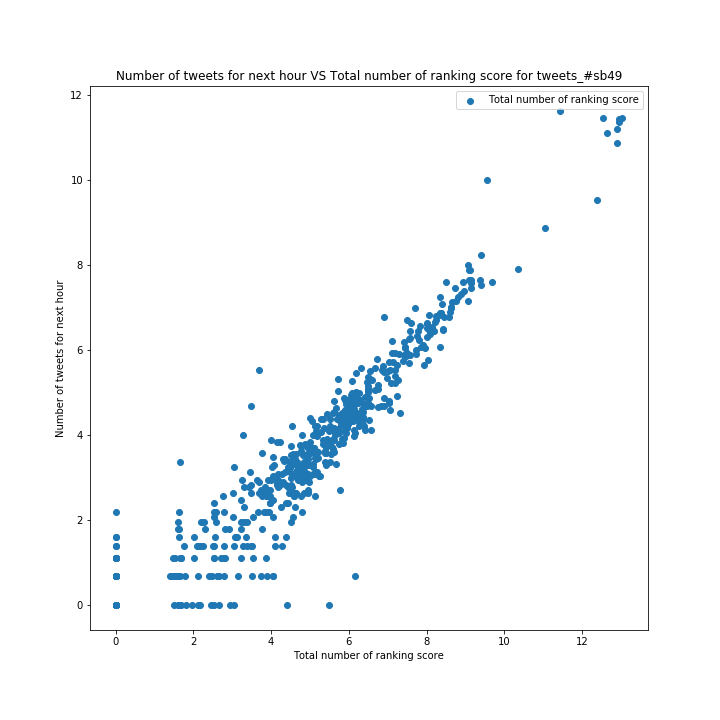 Number of tweets for next hour VS Total number of ranking score for tweets_#sb49
Total number of ranking score
12
10
8
6
4
2
0
Number of tweets for next hour
0 2 4 6 8 10 12
Total number of ranking score